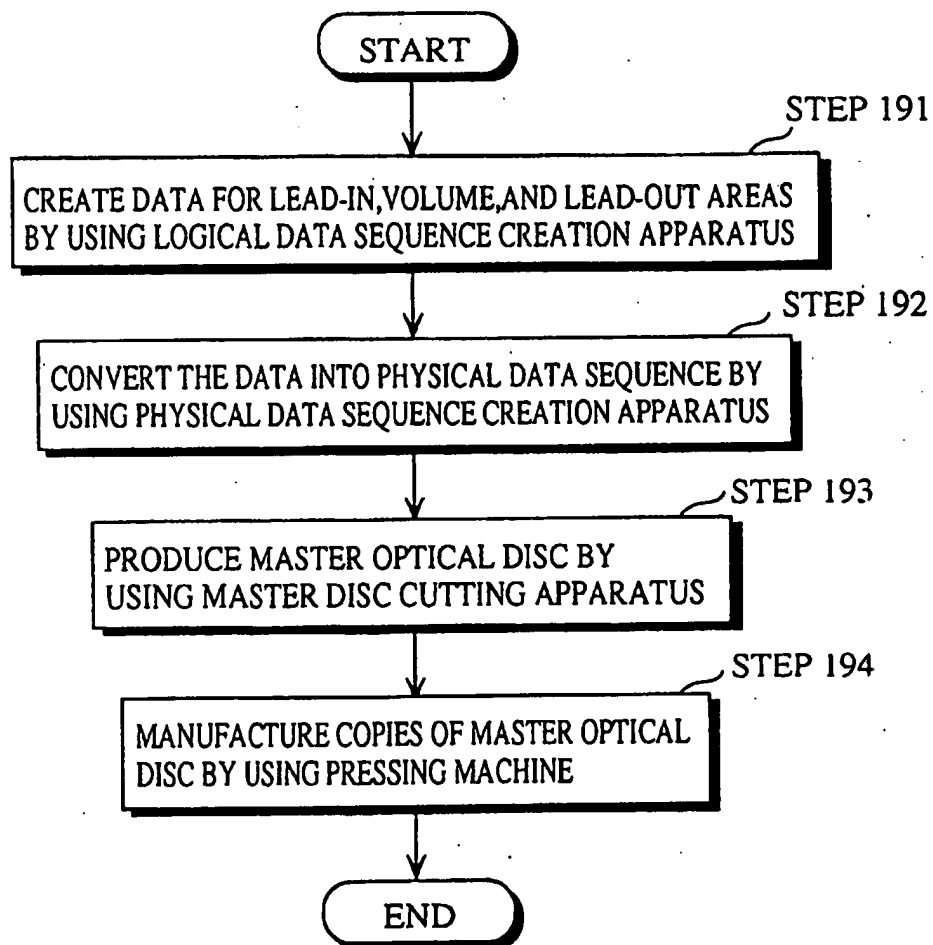 START
STEP 191
CREATE DATA FOR LEAD-IN,VOLUME,AND LEAD-OUT AREAS
BY USING LOGICAL DATA SEQUENCE CREATION APPARATUS
STEP 192
CONVERT THE DATA INTO PHYSICAL DATA SEQUENCE BY
USING PHYSICAL DATA SEQUENCE CREATION APPARATUS
STEP 193
PRODUCE MASTER OPTICAL DISC BY
USING MASTER DISC CUTTING APPARATUS
STEP 194
MANUFACTURE COPIES OF MASTER OPTICAL
DISC BY USING PRESSING MACHINE
END